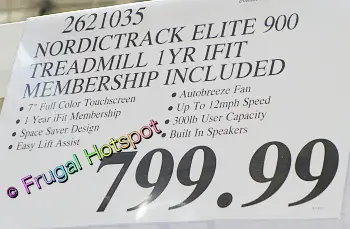 2621035
NORDICTRACK ELITE 900
TREADMILL 1YR IFIT
MEMBERSHIP INCLUDED
• 7" Full Color Touchscreen
• 1 Year iFit Membership
• Space Saver Design
• Easy Lift Assist
• Autobreeze Fan
• Up To 12mph Speed
• 300lb User Capacity
• Built In Speakers
© Frugal Hotspot
799.99